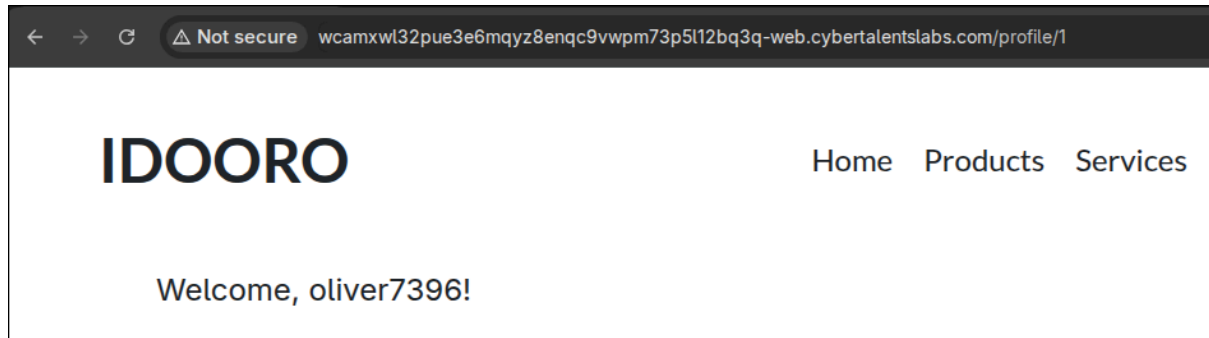 Not secure wcamxwl32pue3e6mqyz8enqc9vwpm73p5l12bq3q-web.cybertalentslabs.com/profile/1
IDOORO Home Products Services
Welcome, oliver7396!